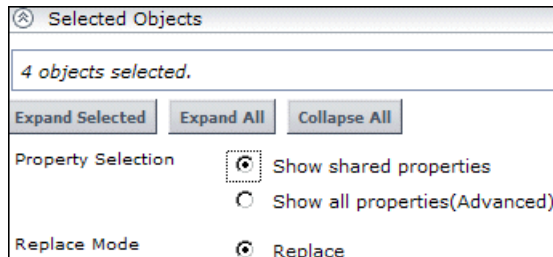 Selected Objects
4 objects selected.
Expand Selected Expand All Collapse All
Property Selection Show shared properties
Show all properties(Advanced)
Replace Mode Replace